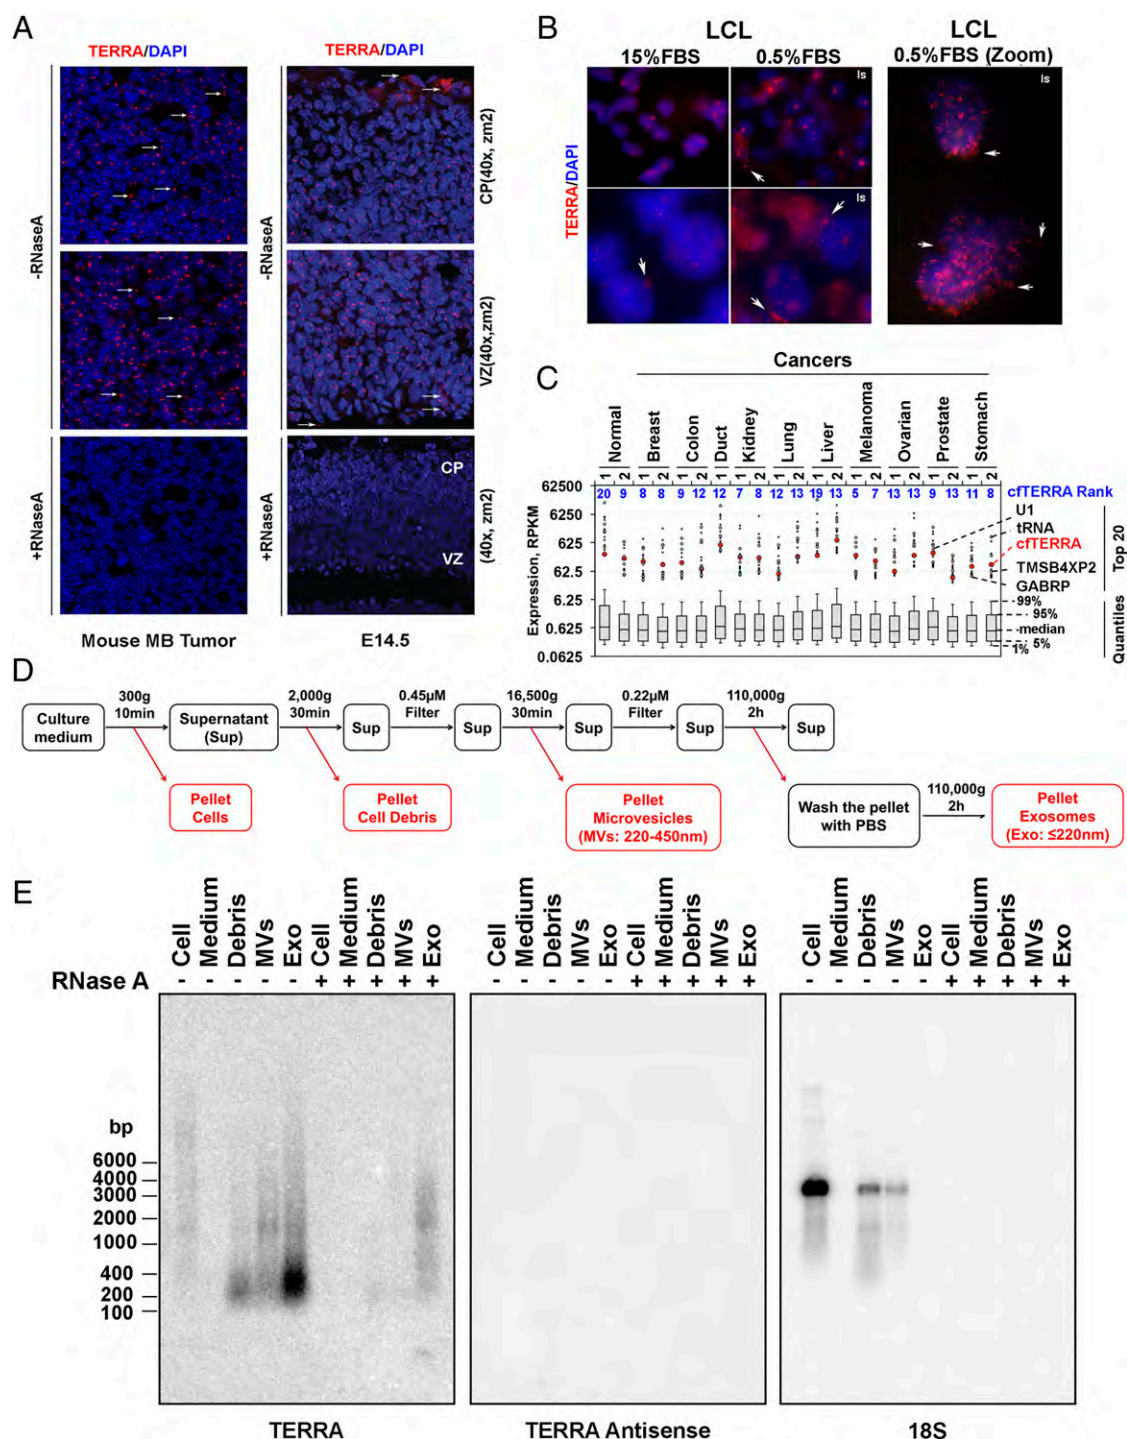 A
TERRA/DAPI
TERRA/DAPI
-RNaseA
-RNaseA
CP(40x, zm2)
VZ(40x,zm2)
+RNaseA
+RNaseA
CP
VZ
(40x, zm2)
Mouse MB Tumor
E14.5
B
LCL
LCL
15%FBS
0.5%FBS
0.5%FBS (Zoom)
TERRA/DAPI
Is
Is
Is
C
Cancers
Normal
Breast
Colon
Duct
Kidney
Lung
Liver
Melanoma
Ovarian
Prostate
Stomach
1 2 1 2 1 2 1 1 2 1 2 1 2 1 2 1 2 1 2 1 2
20 9 8 8 9 12 12 7 8 12 13 19 13 5 7 13 13 9 13 11 8
cfTERRA Rank
Expression, RPKM
62500
6250
625
62.5
6.25
0.625
0.0625
U1
tRNA
cfTERRA
TMSB4XP2
GABRP
Top 20
99%
95%
median
5%
1%
Quantiles
D
Culture medium
300g
10min
Supernatant (Sup)
2,000g
30min
Sup
0.45µM
Filter
Sup
16,500g
30min
Sup
0.22µM
Filter
Sup
110,000g
2h
Sup
Pellet
Cells
Pellet
Cell Debris
Pellet
Microvesicles
(MVs: 220-450nm)
Wash the pellet
with PBS
110,000g
2h
Pellet
Exosomes
(Exo: ≤220nm)
E
Cell Medium Debris MVs Exo Cell Medium Debris MVs Exo
Cell Medium Debris MVs Exo Cell Medium Debris MVs Exo
Cell Medium Debris MVs Exo Cell Medium Debris MVs Exo
RNase A
- - - - - + + + + +
- - - - - + + + + +
- - - - - + + + + +
bp
6000
4000
3000
2000
1000
400
200
100
TERRA
TERRA Antisense
18S